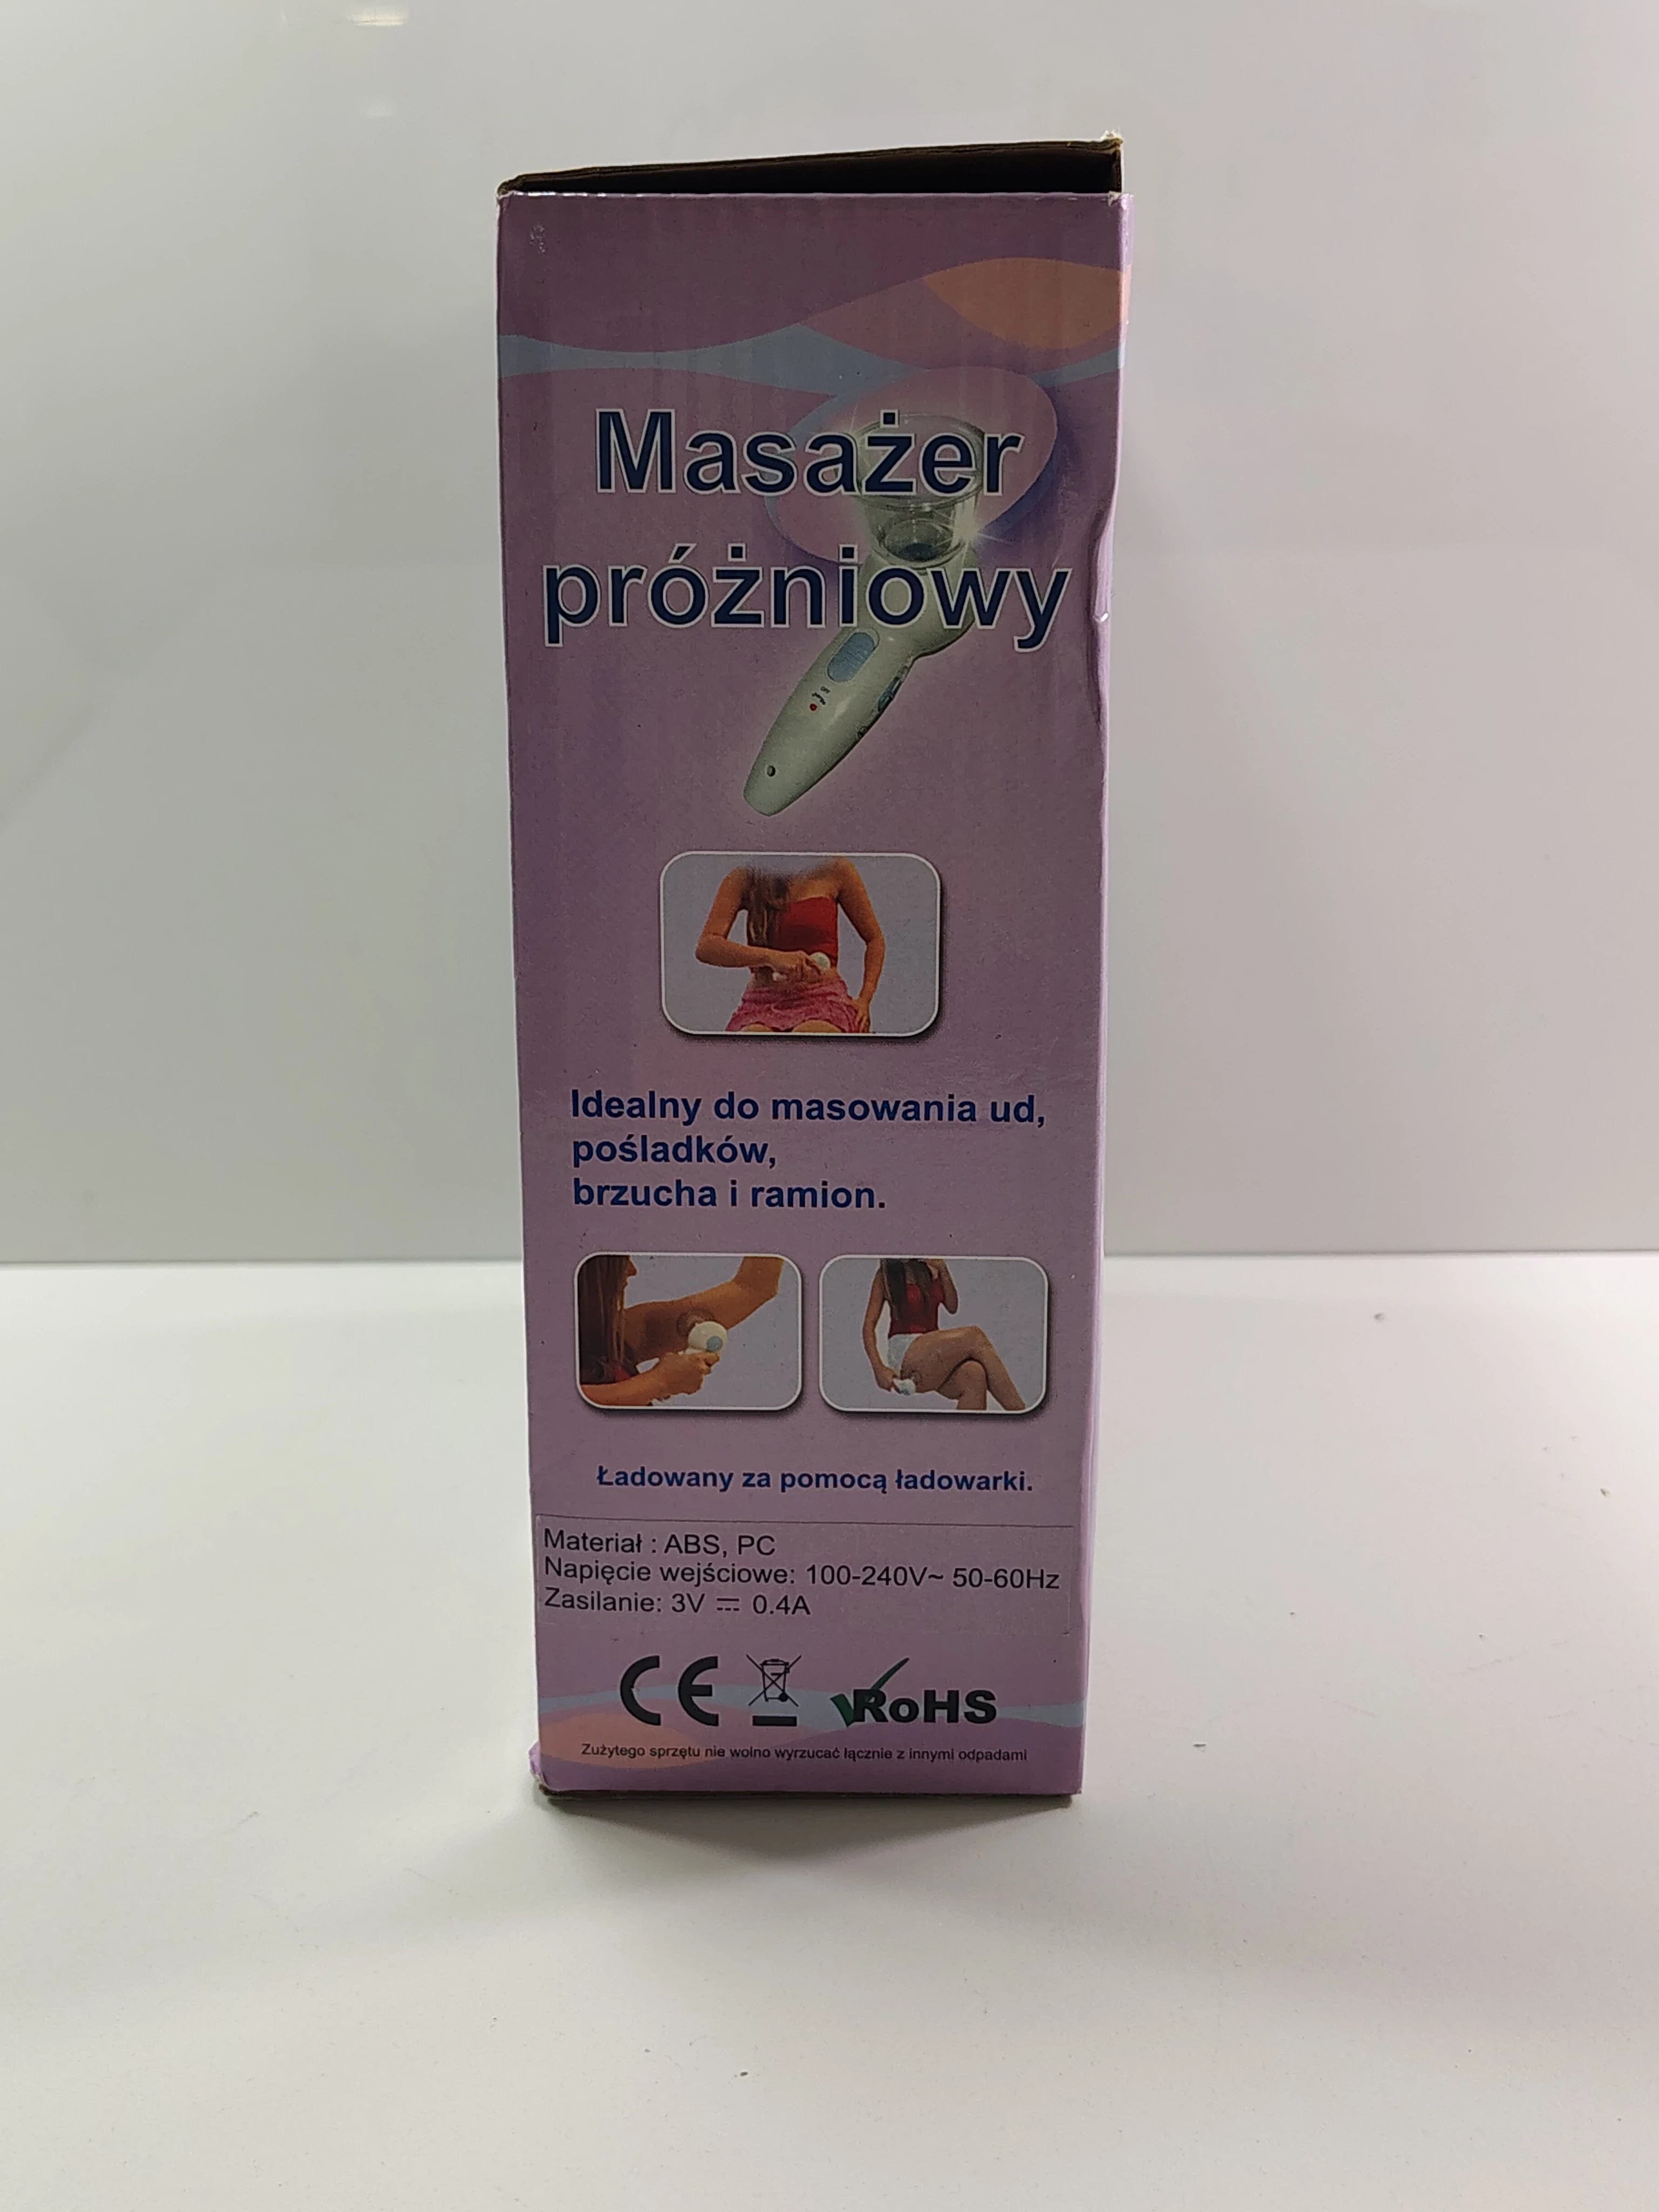 Masażer
próżniowy
Idealny do masowania ud,
pośladków,
brzucha i ramion.
Ładowany za pomocą ładowarki.
Materiał : ABS, PC
Napięcie wejściowe: 100-240V~ 50-60Hz
Zasilanie: 3V ⎓ 0.4A
CE RoHS
Zużytego sprzętu nie wolno wyrzucać łącznie z innymi odpadami